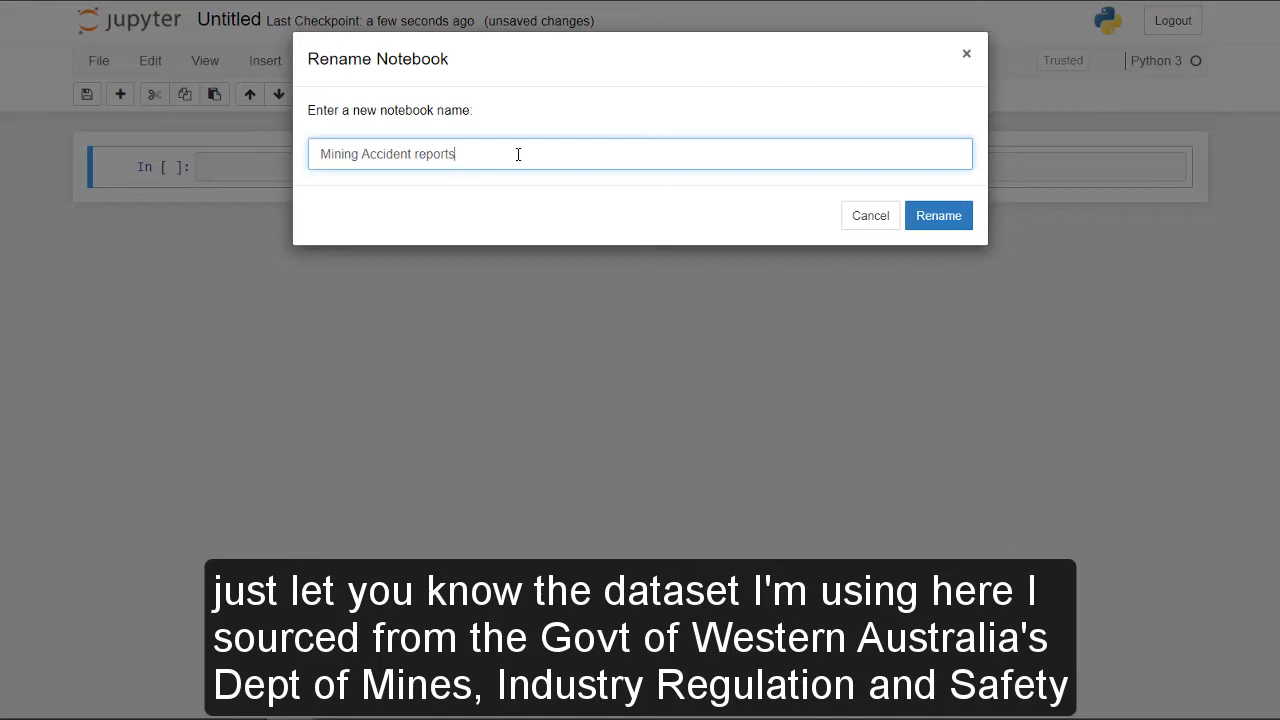 jupyter Untitled Last Checkpoint: a few seconds ago (unsaved changes) Logout
File Edit View Insert Trusted Python 3
Rename Notebook ×
Enter a new notebook name:
Mining Accident reports
Cancel Rename
In [ ]:
just let you know the dataset I'm using here I
sourced from the Govt of Western Australia's
Dept of Mines, Industry Regulation and Safety